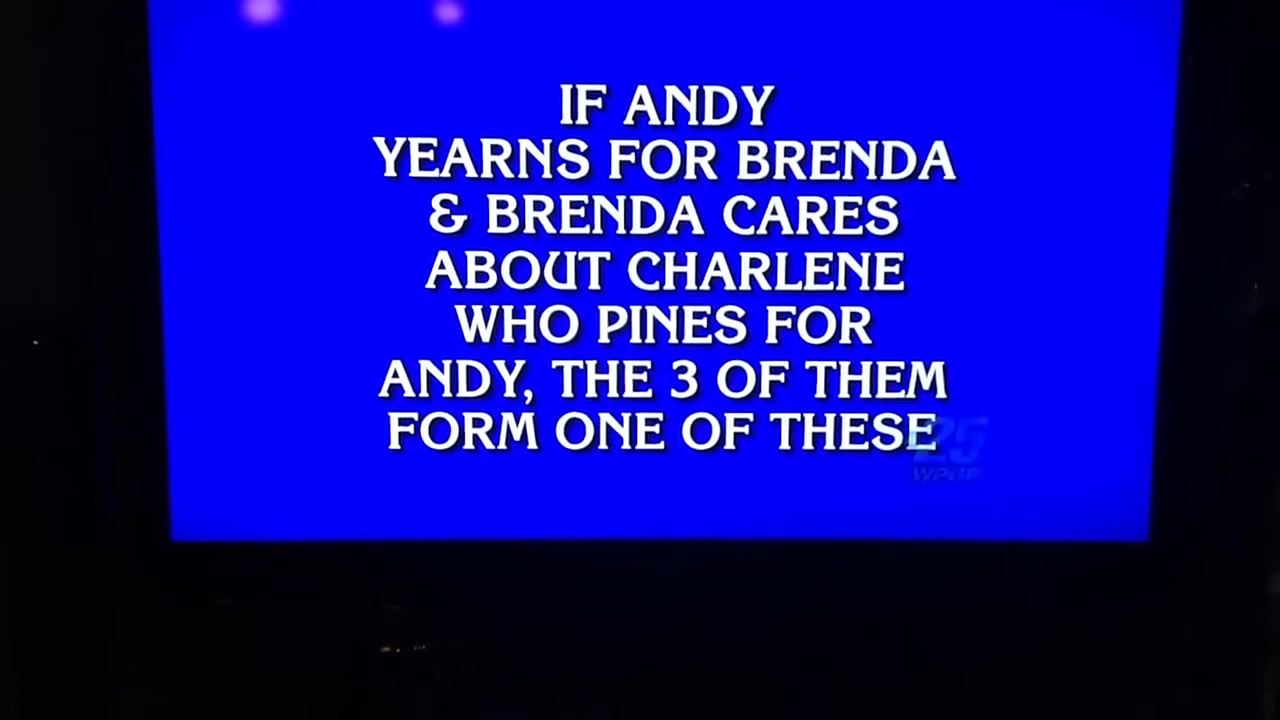 IF ANDY
YEARNS FOR BRENDA
& BRENDA CARES
ABOUT CHARLENE
WHO PINES FOR
ANDY, THE 3 OF THEM
FORM ONE OF THESE
25